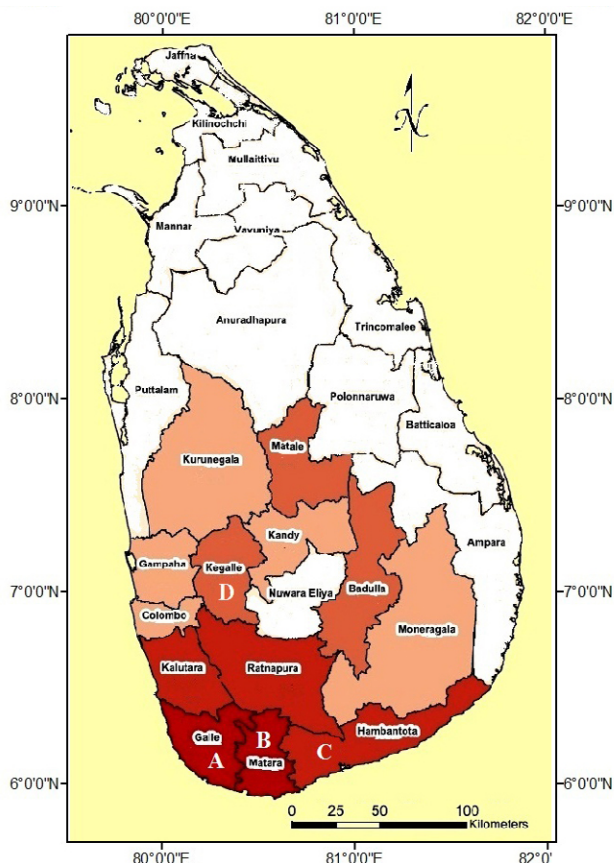 80°0'0"E 81°0'0"E 82°0'0"E
Jaffna
N
Kilinochchi
Mullaittivu
9°0'0"N 9°0'0"N
Mannar
Vavuniya
Anuradhapura
Trincomalee
8°0'0"N 8°0'0"N
Puttalam
Polonnaruwa
Batticaloa
Matale
Kurunegala
Kandy
Ampara
Gampaha
Kegalle
7°0'0"N 7°0'0"N
D
Nuwara Eliya
Badulla
Colombo
Moneragala
Kalutara
Ratnapura
Hambantota
Galle
B
C
A
Matara
6°0'0"N 6°0'0"N
0 25 50 100
Kilometers
80°0'0"E 81°0'0"E 82°0'0"